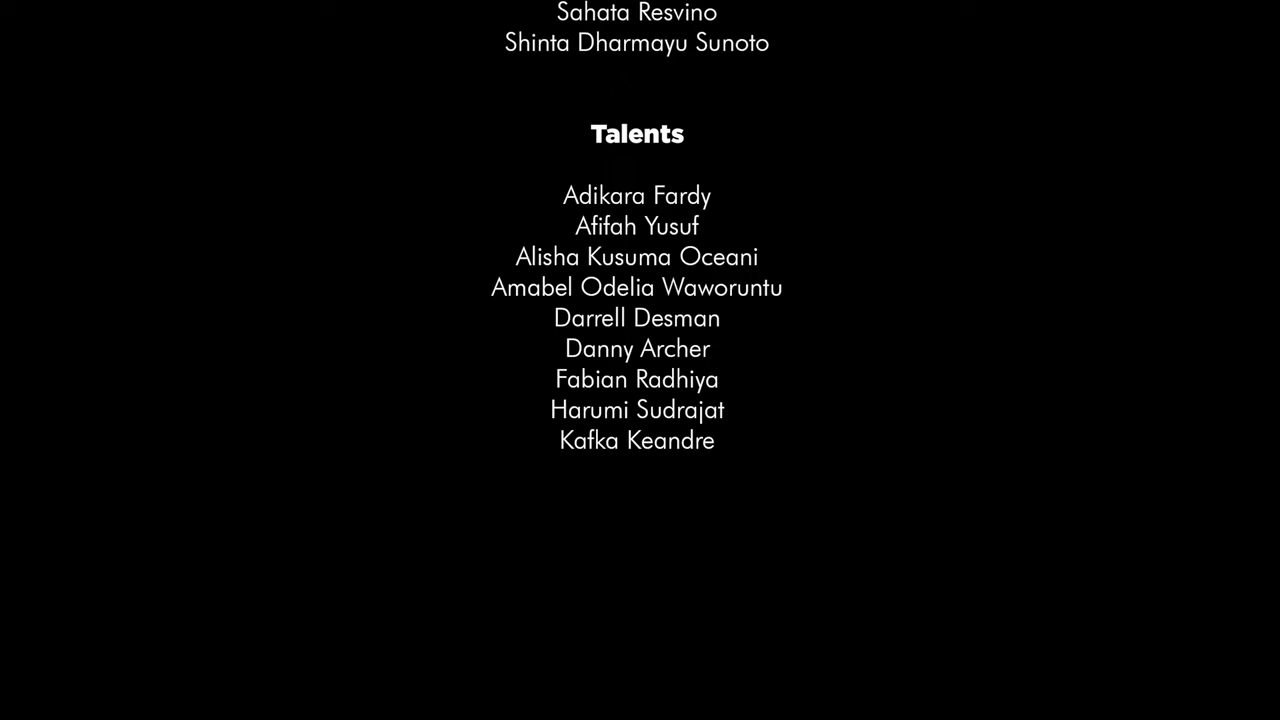 Sahata Resvino
Shinta Dharmayu Sunoto
Talents
Adikara Fardy
Afifah Yusuf
Alisha Kusuma Oceani
Amabel Odelia Waworuntu
Darrell Desman
Danny Archer
Fabian Radhiya
Harumi Sudrajat
Kafka Keandre